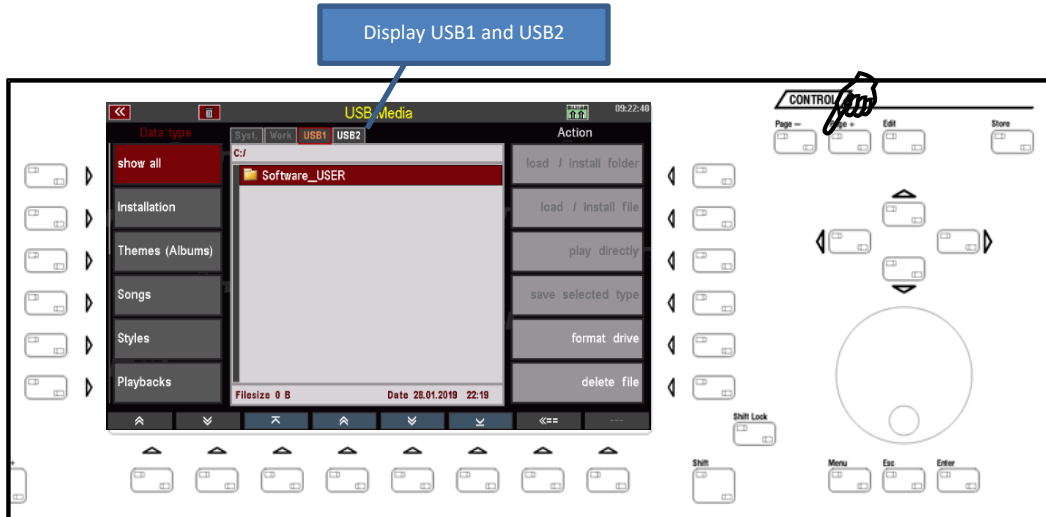 Display USB1 and USB2
CONTROL
USB Media
09:22:40
Data type
Syst. Work USB1 USB2
Action
C:/
show all
Software_USER
load / install folder
Installation
load / install file
Themes (Albums)
play directly
Songs
save selected type
Styles
format drive
Playbacks
delete file
Filesize 0 B
Date 28.01.2019 22:19
«==
---
Page – 
Edit
Store
Shift Lock
Shift
Menu
Esc
Enter